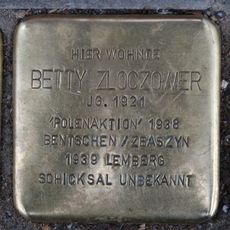 HIER WOHNTE
BETTY ZLOCZOWER
JG. 1921
'POLENAKTION' 1938
BENTSCHEN / ZBASZYN
1939 LEMBERG
SCHICKSAL UNBEKANNT